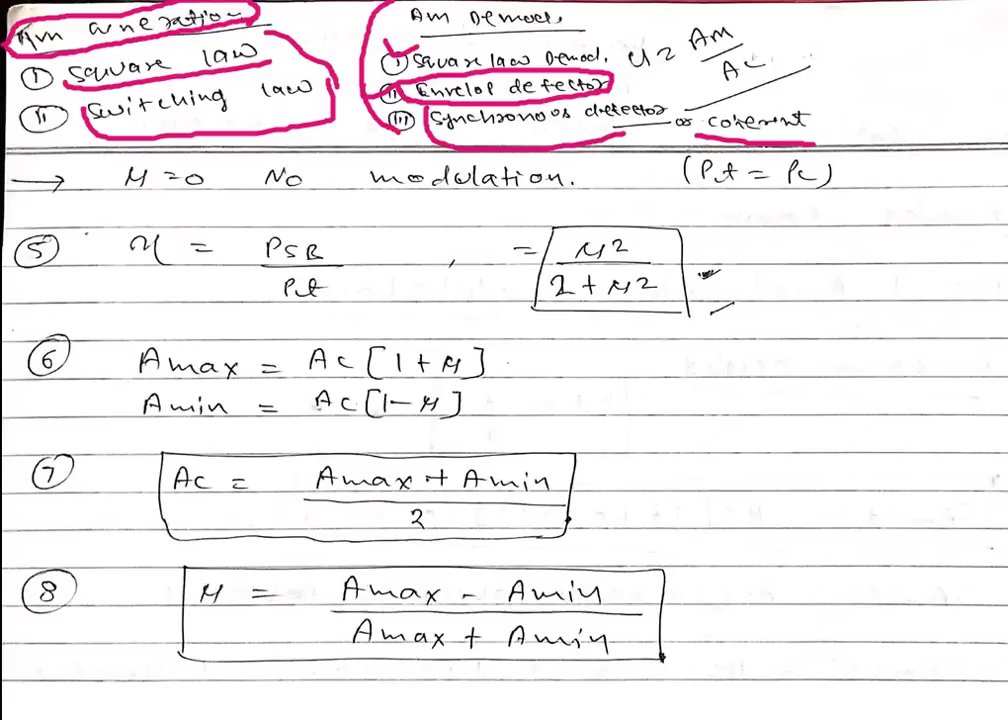 Am Generation
(I) Square law
(II) Switching law
Am Demod.
(I) Square law Demod.
μ = Am / Ac
(II) Envelop detector
(III) Synchronous detector or coherent
→ μ = 0 No modulation. (Pt = Pc)
(5) η = PSB / Pt , = μ2 / 2 + μ2
(6) Amax = Ac [1 + μ]
Amin = Ac [1 - μ]
(7) Ac = Amax + Amin / 2
(8) μ = Amax - Amin / Amax + Amin